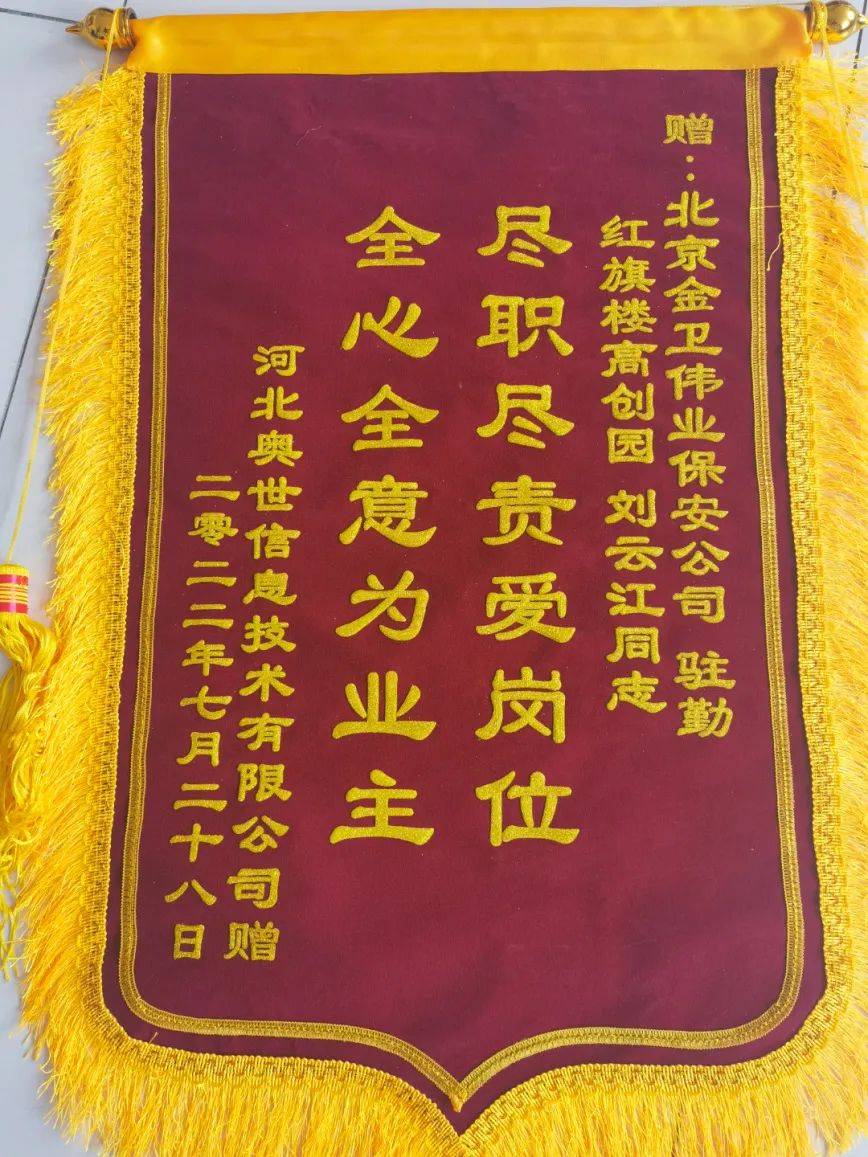 赠：北京金卫伟业保安公司 驻勤
红旗楼高创园 刘云江同志
尽职尽责爱岗位
全心全意为业主
河北奥世信息技术有限公司赠
二零二二年七月二十八日